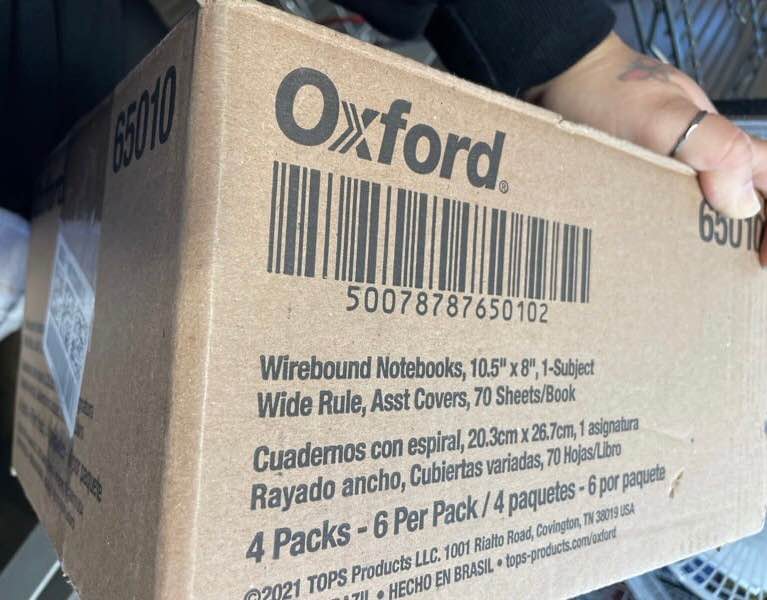 65010
Oxford®
65010
50078787650102
Wirebound Notebooks, 10.5" x 8", 1-Subject
Wide Rule, Asst Covers, 70 Sheets/Book
Cuadernos con espiral, 20.3cm x 26.7cm, 1 asignatura
Rayado ancho, Cubiertas variadas, 70 Hojas/Libro
4 Packs - 6 Per Pack / 4 paquetes - 6 por paquete
©2021 TOPS Products LLC. 1001 Rialto Road, Covington, TN 38019 USA
• HECHO EN BRASIL • tops-products.com/oxford
paquete